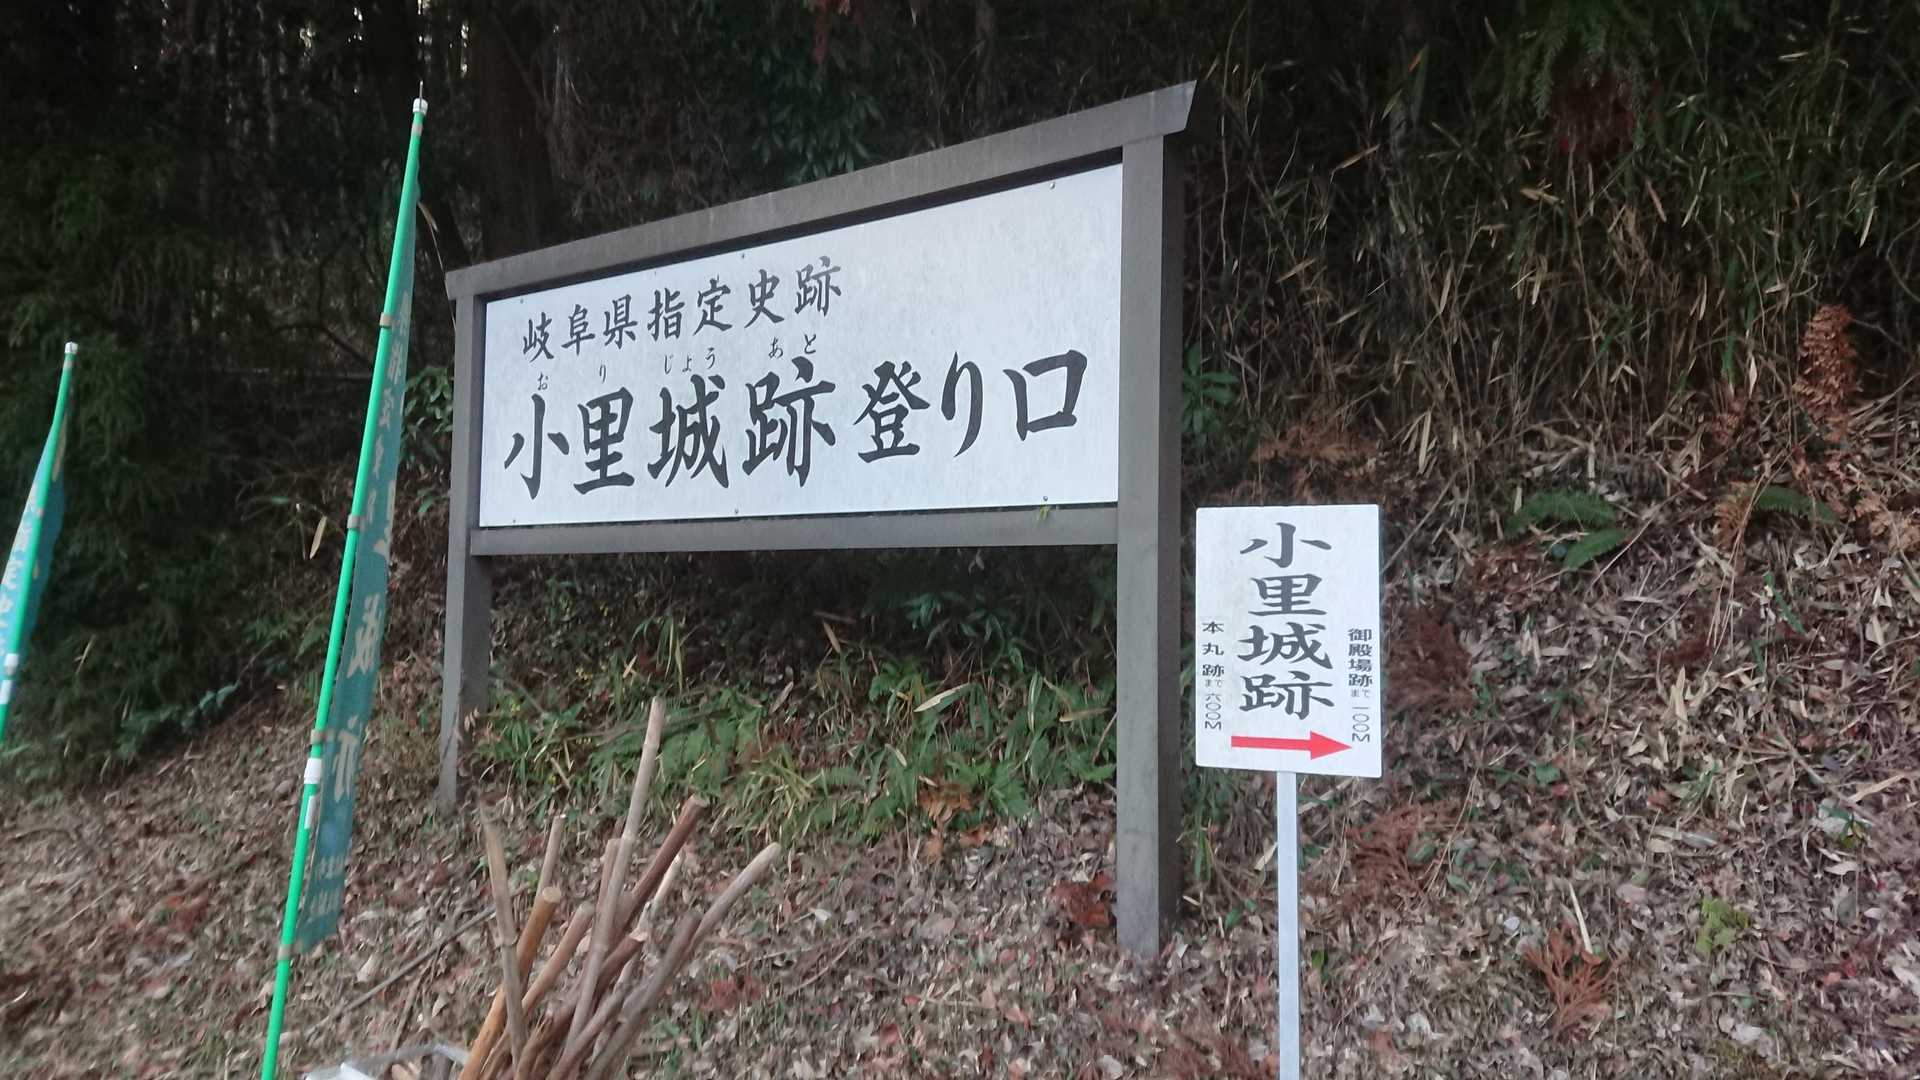 岐阜県指定史跡
おりじょうあと
小里城跡登り口
小里城跡
御殿場跡まで一〇〇M
本丸跡まで六〇〇M